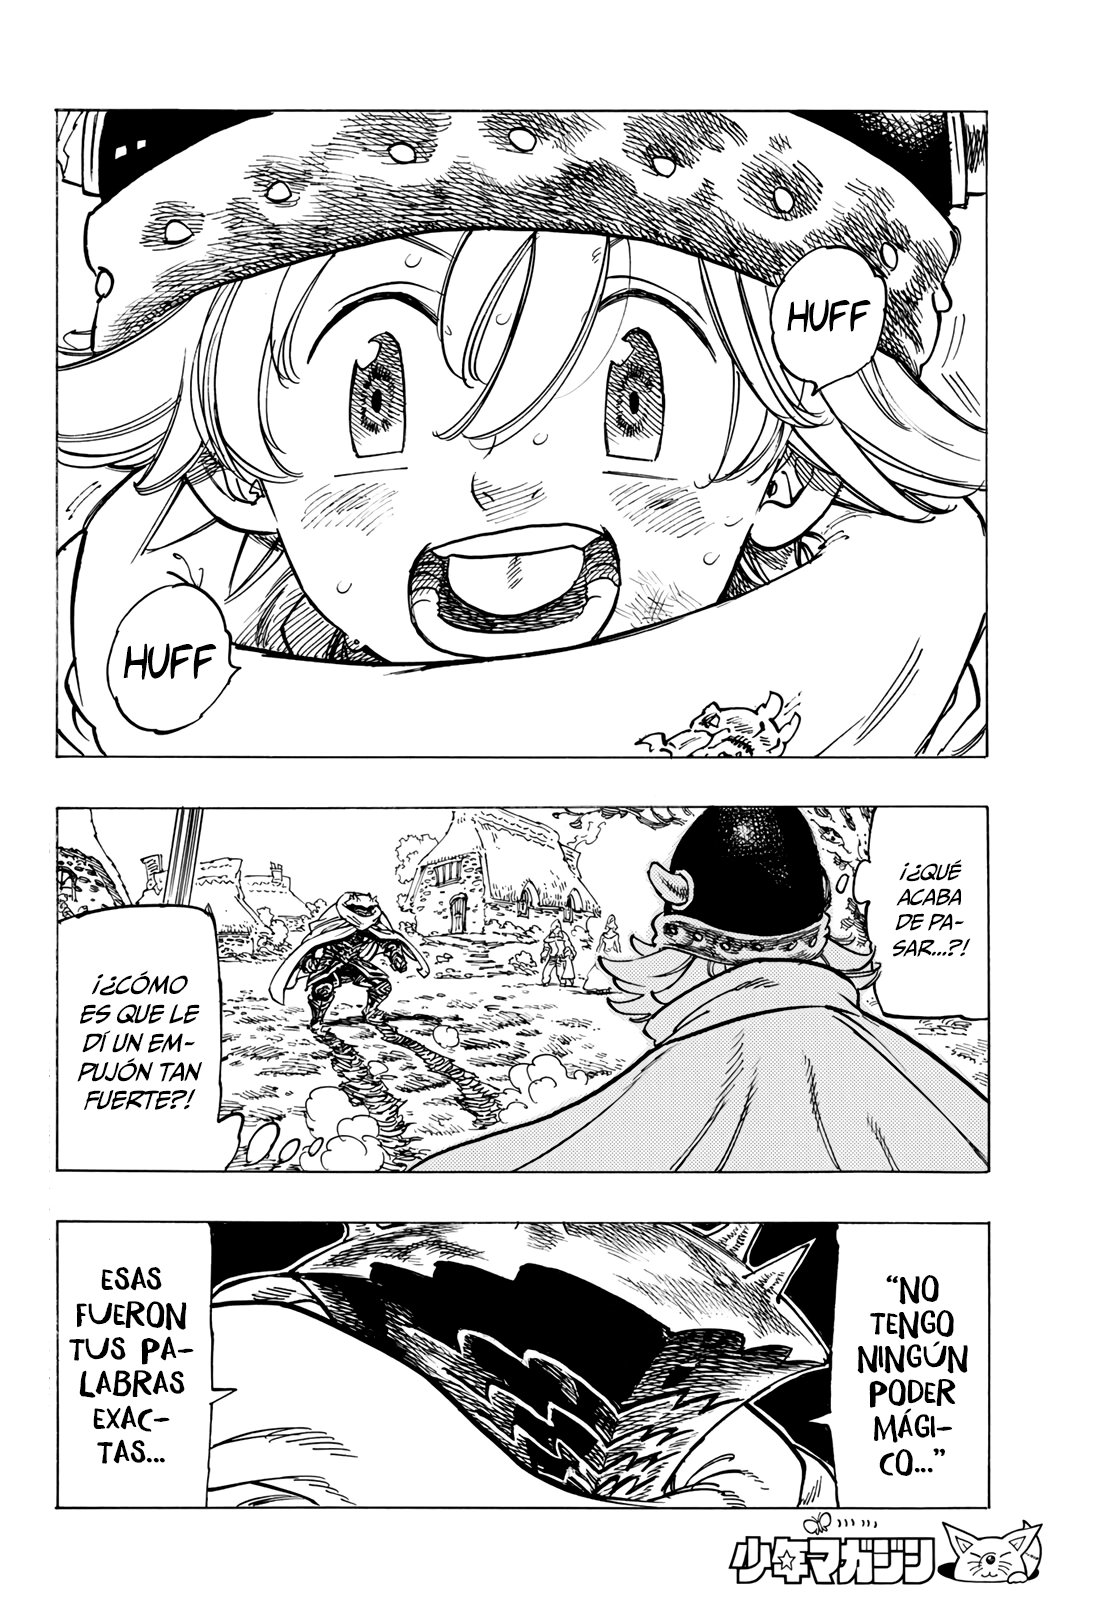 HUFF
HUFF
¡¿QUÉ
ACABA
DE PA-
SAR...?!
¡¿CÓMO
ES QUE LE
DÍ UN EM-
PUJÓN TAN
FUERTE?!
“NO
TENGO
NINGÚN
PODER
MÁGI-
CO...”
ESAS
FUERON
TUS PA-
LABRAS
EXAC-
TAS...
少年マガジン